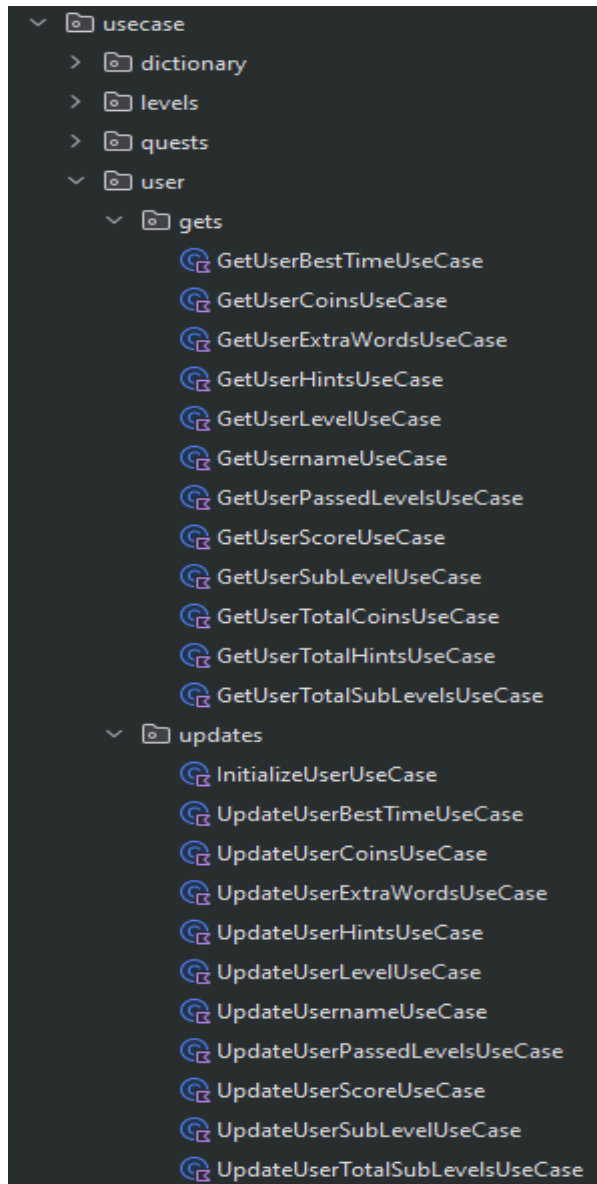 usecase
dictionary
levels
quests
user
gets
GetUserBestTimeUseCase
GetUserCoinsUseCase
GetUserExtraWordsUseCase
GetUserHintsUseCase
GetUserLevelUseCase
GetUsernameUseCase
GetUserPassedLevelsUseCase
GetUserScoreUseCase
GetUserSubLevelUseCase
GetUserTotalCoinsUseCase
GetUserTotalHintsUseCase
GetUserTotalSubLevelsUseCase
updates
InitializeUserUseCase
UpdateUserBestTimeUseCase
UpdateUserCoinsUseCase
UpdateUserExtraWordsUseCase
UpdateUserHintsUseCase
UpdateUserLevelUseCase
UpdateUsernameUseCase
UpdateUserPassedLevelsUseCase
UpdateUserScoreUseCase
UpdateUserSubLevelUseCase
UpdateUserTotalSubLevelsUseCase